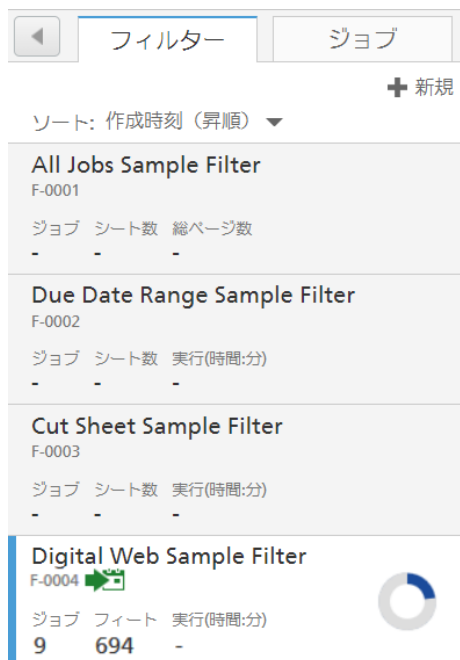 フィルター ジョブ
新規
ソート: 作成時刻（昇順）
All Jobs Sample Filter
F-0001
ジョブ シート数 総ページ数
- - -
Due Date Range Sample Filter
F-0002
ジョブ シート数 実行(時間:分)
- - -
Cut Sheet Sample Filter
F-0003
ジョブ シート数 実行(時間:分)
- - -
Digital Web Sample Filter
F-0004
ジョブ フィート 実行(時間:分)
9 694 -